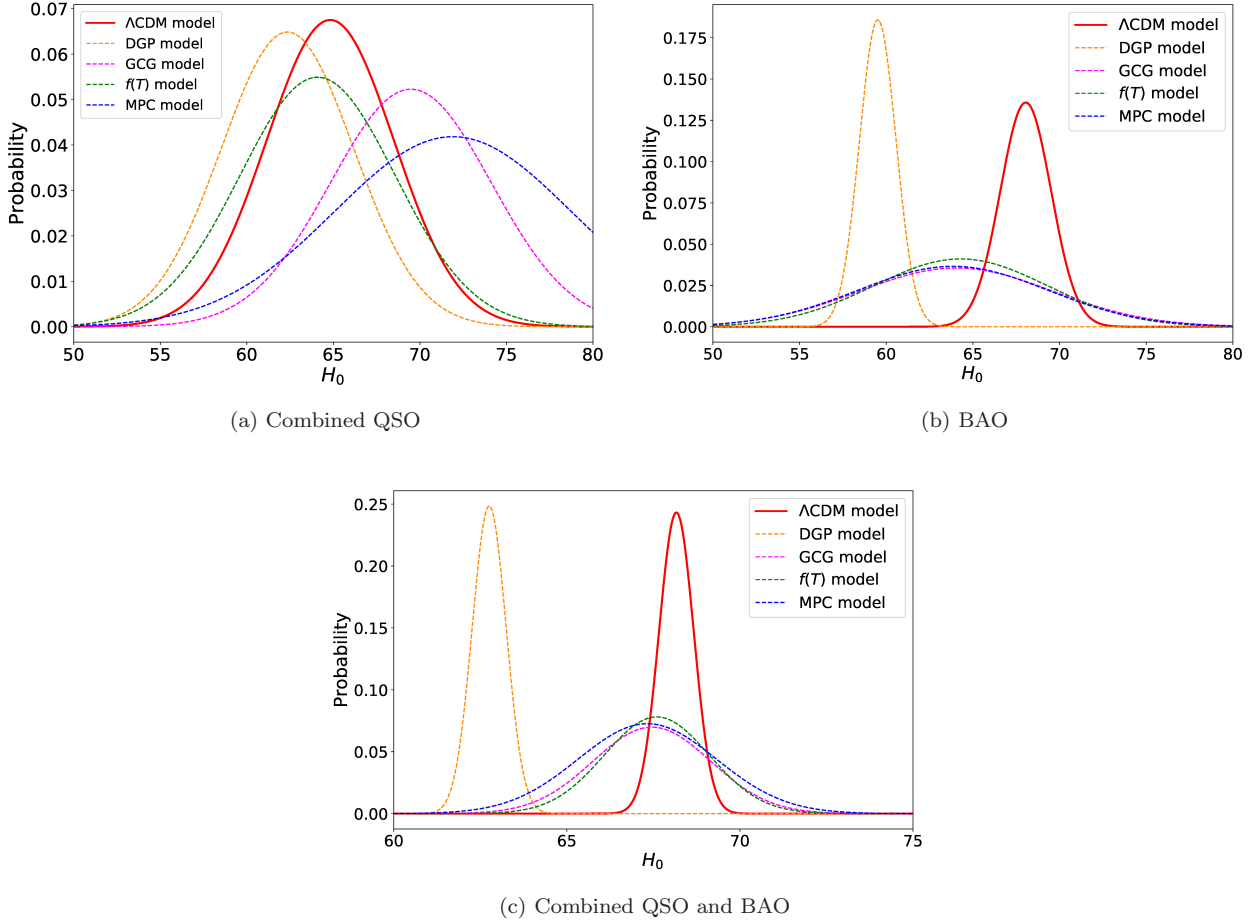 0.07
0.06
0.05
0.04
0.03
0.02
0.01
0.00
Probability
50 55 60 65 70 75 80
H₀
ΛCDM model
DGP model
GCG model
f(T) model
MPC model
(a) Combined QSO
0.175
0.150
0.125
0.100
0.075
0.050
0.025
0.000
Probability
50 55 60 65 70 75 80
H₀
ΛCDM model
DGP model
GCG model
f(T) model
MPC model
(b) BAO
0.25
0.20
0.15
0.10
0.05
0.00
Probability
60 65 70 75
H₀
ΛCDM model
DGP model
GCG model
f(T) model
MPC model
(c) Combined QSO and BAO